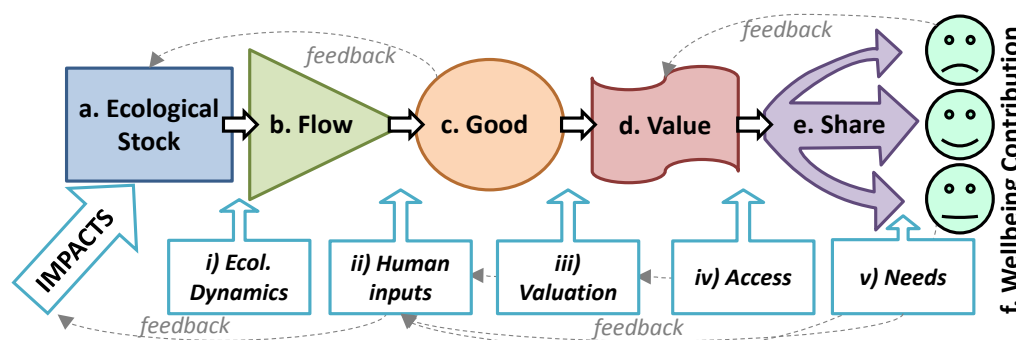 feedback
feedback
a. Ecological
Stock
b. Flow
c. Good
d. Value
e. Share
f. Wellbeing Contribution
IMPACTS
i) Ecol.
Dynamics
ii) Human
inputs
iii)
Valuation
iv) Access
v) Needs
feedback
feedback